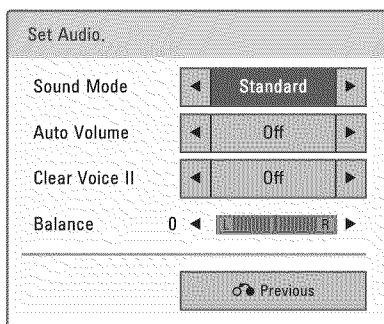 Set Audio.
Sound Mode ◄ Standard ►
Auto Volume ◄ Off ►
Clear Voice II ◄ Off ►
Balance 0 ◄ L R ►
Previous